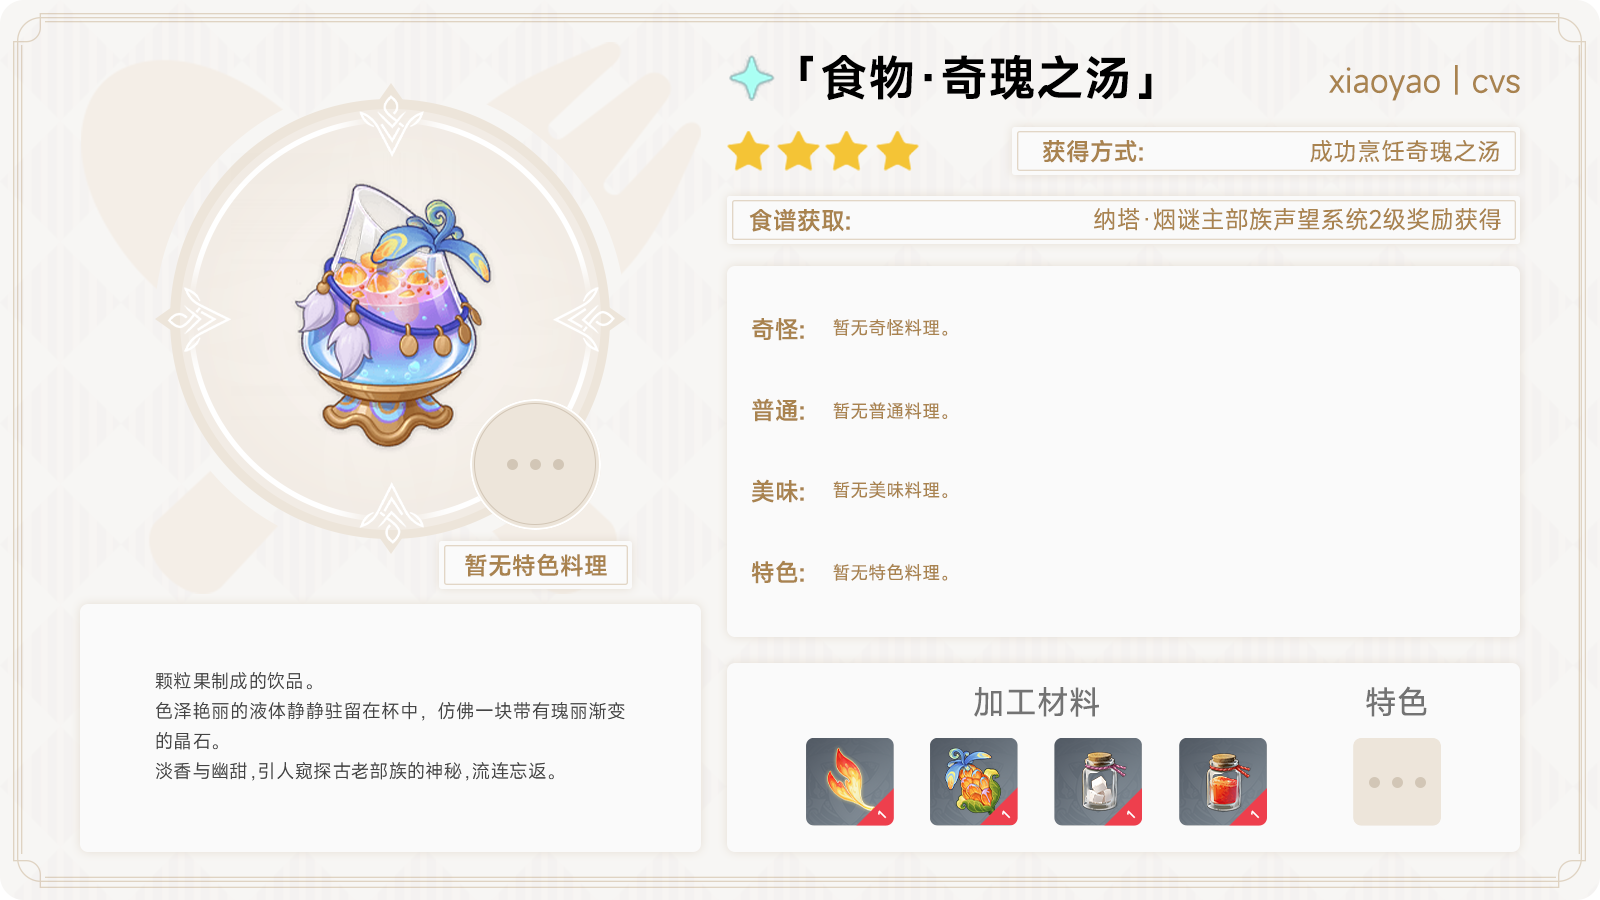 「食物·奇瑰之汤」
xiaoyao | cvs
获得方式:
成功烹饪奇瑰之汤
食谱获取:
纳塔·烟谜主部族声望系统2级奖励获得
奇怪:
暂无奇怪料理。
普通:
暂无普通料理。
美味:
暂无美味料理。
特色:
暂无特色料理。
暂无特色料理
颗粒果制成的饮品。
色泽艳丽的液体静静驻留在杯中，仿佛一块带有瑰丽渐变
的晶石。
淡香与幽甜,引人窥探古老部族的神秘,流连忘返。
加工材料
特色
1
1
1
1